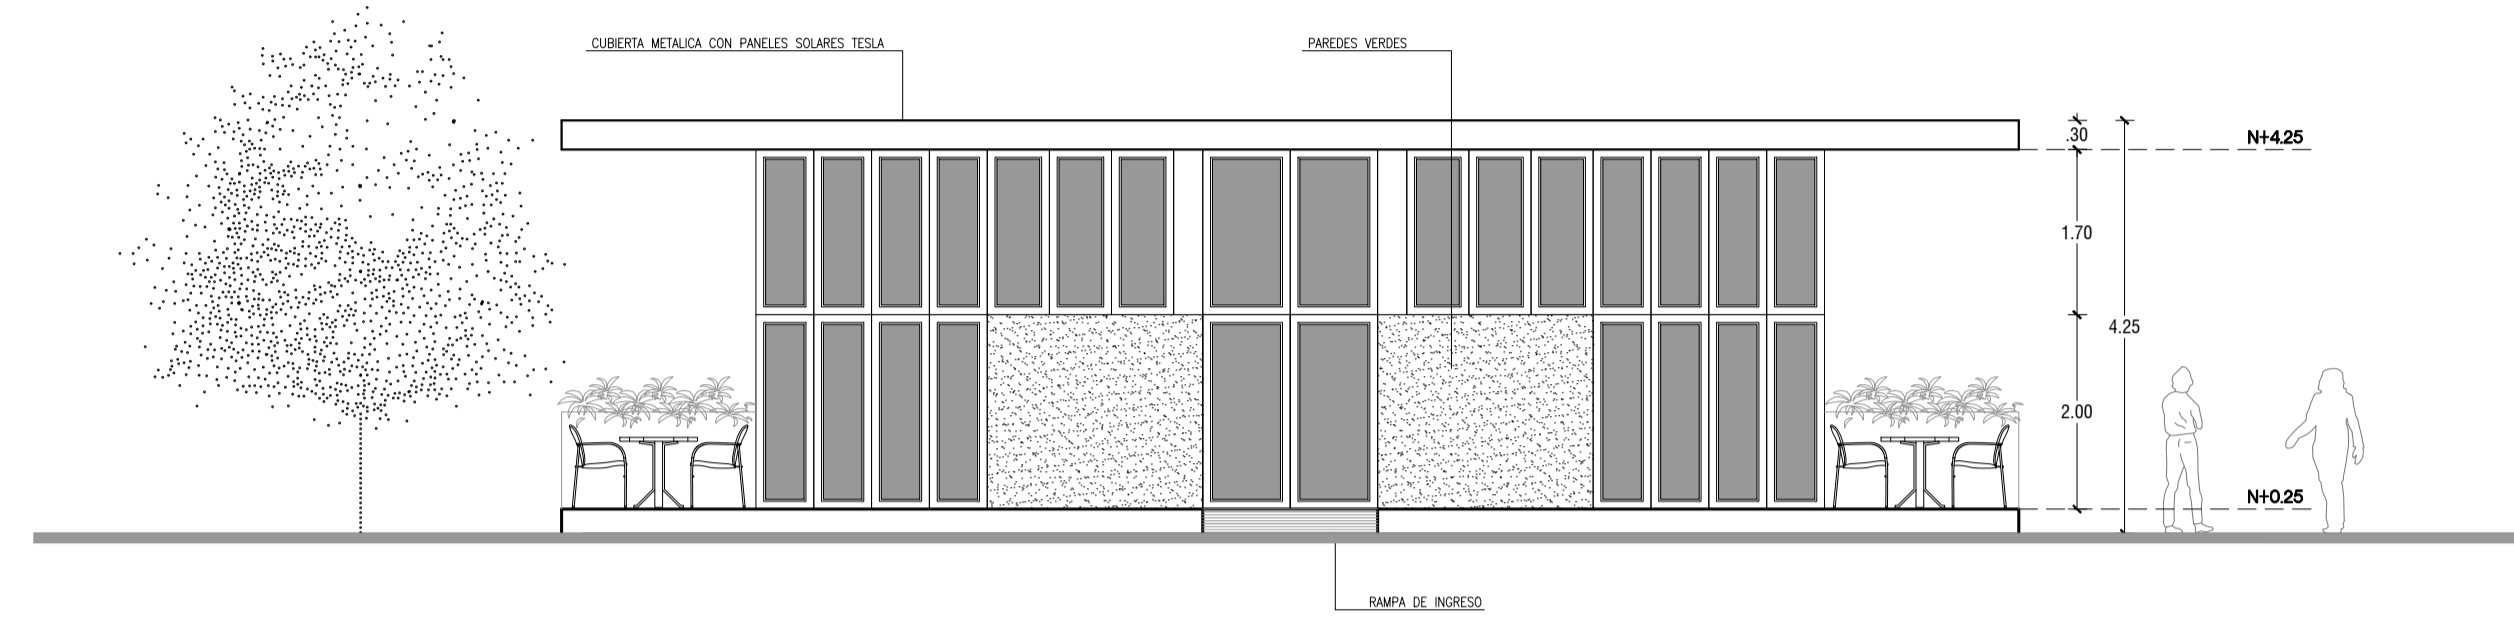 CUBIERTA METALICA CON PANELES SOLARES TESLA
PAREDES VERDES
.30
N+4.25
1.70
4.25
2.00
N+0.25
RAMPA DE INGRESO